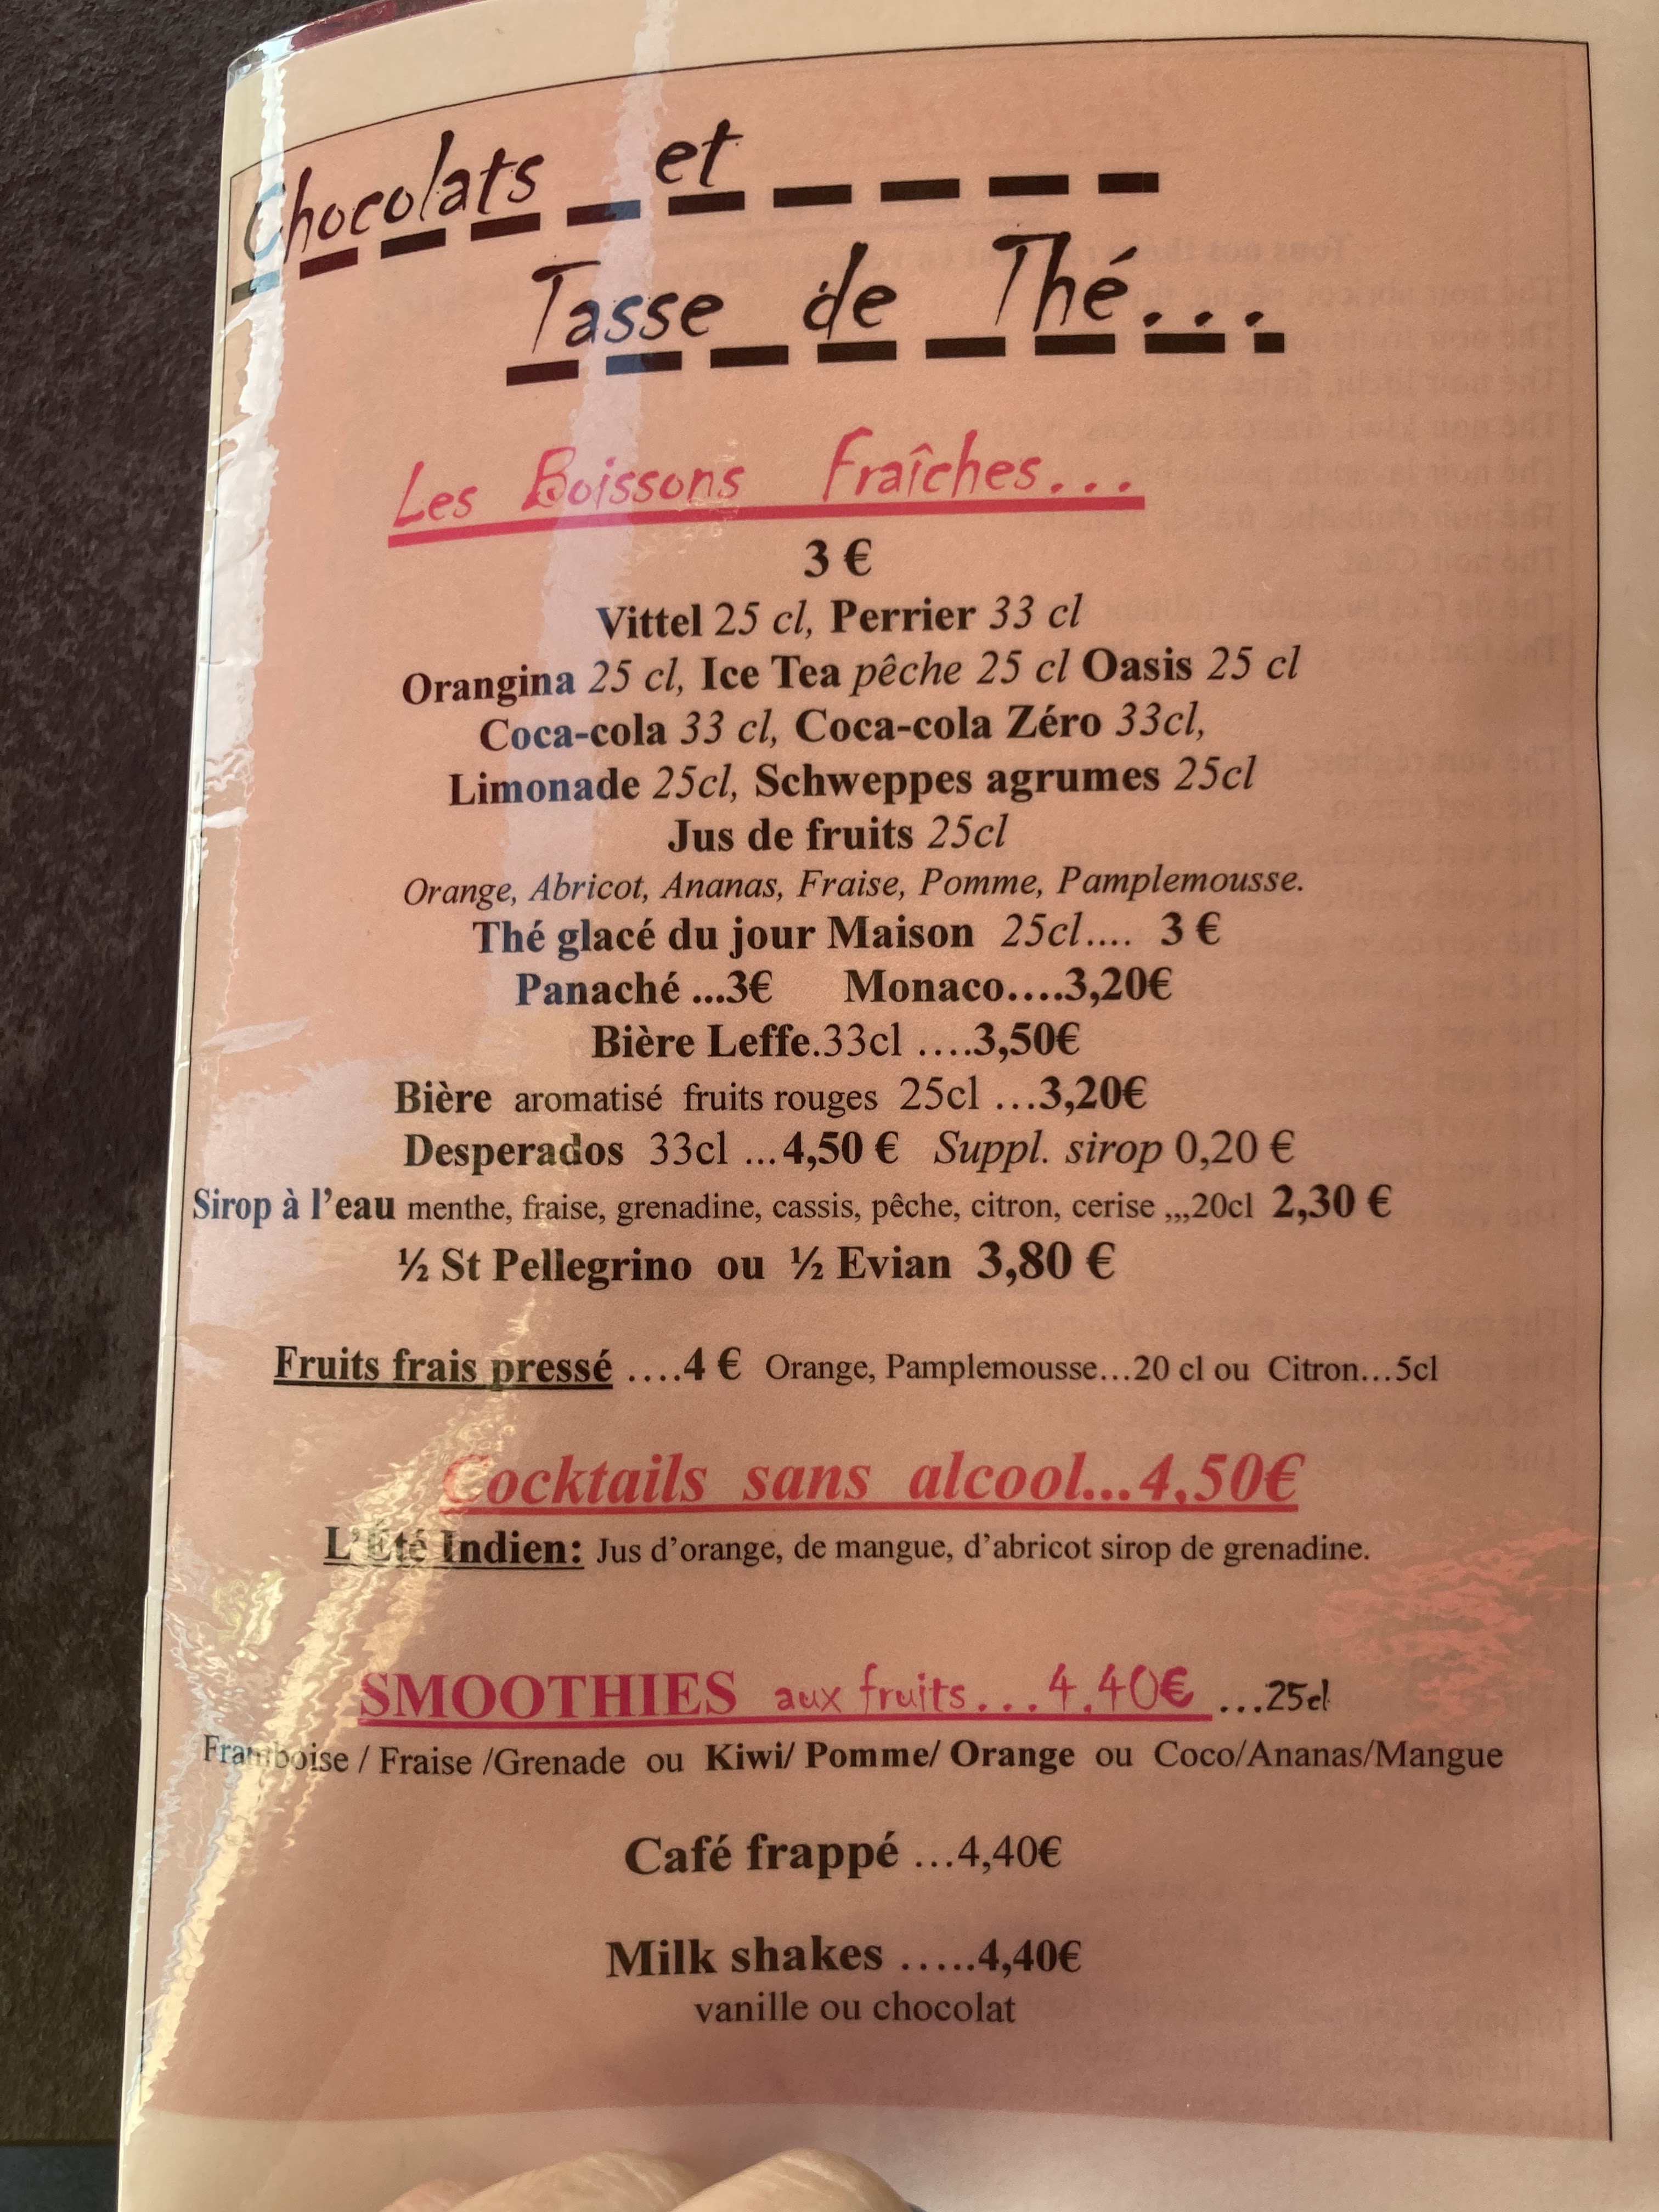 Chocolats et
Tasse de Thé...
Les Boissons Fraîches...
3 €
Vittel 25 cl, Perrier 33 cl
Orangina 25 cl, Ice Tea pêche 25 cl Oasis 25 cl
Coca-cola 33 cl, Coca-cola Zéro 33cl,
Limonade 25cl, Schweppes agrumes 25cl
Jus de fruits 25cl
Orange, Abricot, Ananas, Fraise, Pomme, Pamplemousse.
Thé glacé du jour Maison 25cl.... 3 €
Panaché ...3€ Monaco....3,20€
Bière Leffe.33cl ....3,50€
Bière aromatisé fruits rouges 25cl ...3,20€
Desperados 33cl ...4,50 € Suppl. sirop 0,20 €
Sirop à l'eau menthe, fraise, grenadine, cassis, pêche, citron, cerise ,,,20cl 2,30 €
½ St Pellegrino ou ½ Evian 3,80 €
Fruits frais pressé ....4 € Orange, Pamplemousse...20 cl ou Citron...5cl
Cocktails sans alcool...4,50€
L'Été Indien: Jus d'orange, de mangue, d'abricot sirop de grenadine.
SMOOTHIES aux fruits...4.40€ ...25cl
Framboise / Fraise /Grenade ou Kiwi/ Pomme/ Orange ou Coco/Ananas/Mangue
Café frappé ...4,40€
Milk shakes .....4,40€
vanille ou chocolat